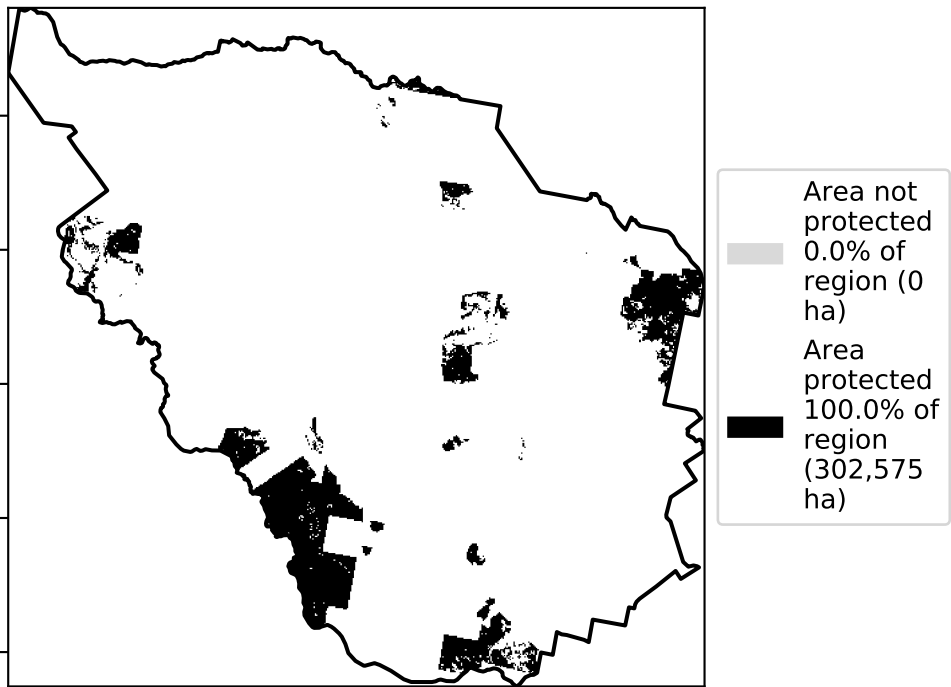 Area not
protected
0.0% of
region (0
ha)
Area
protected
100.0% of
region
(302,575
ha)